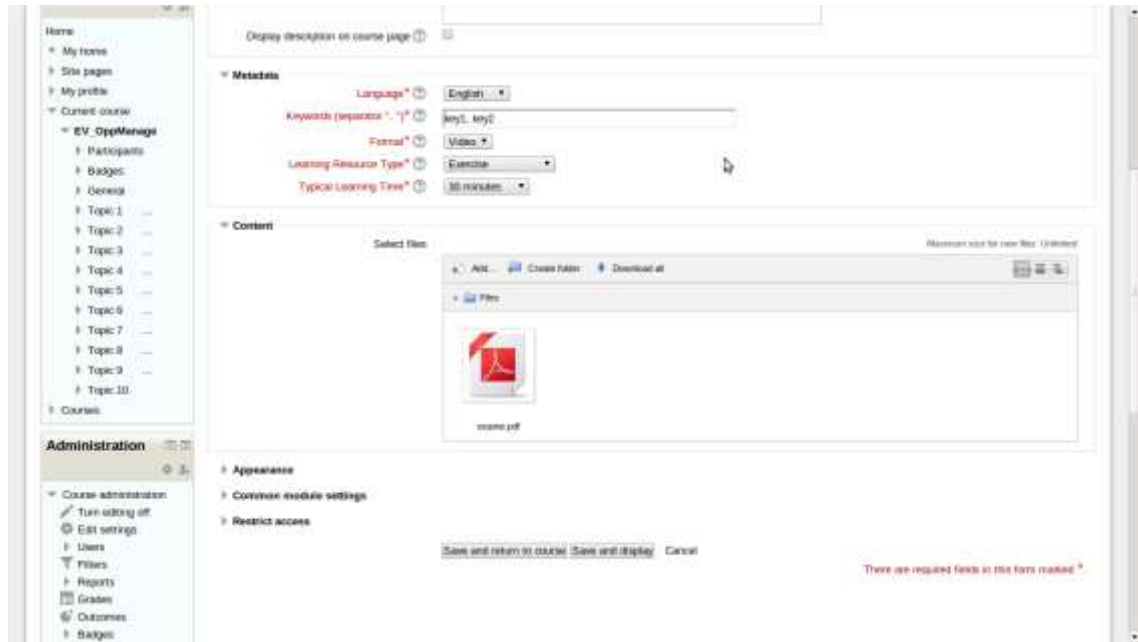 Home
My home
Site pages
My profile
Current course
EV_OppManage
Participants
Badges
General
Topic 1 ...
Topic 2 ...
Topic 3 ...
Topic 4 ...
Topic 5 ...
Topic 6 ...
Topic 7 ...
Topic 8 ...
Topic 9 ...
Topic 10
Courses
Administration
Course administration
Turn editing off
Edit settings
Users
Filters
Reports
Grades
Outcomes
Badges
Display description on course page
Metadata
Language* English
Keywords (separator ", ")* key1, key2
Format* Video
Learning Resource Type* Exercise
Typical Learning Time* 30 minutes
Content
Select files
Maximum size for new files: Unlimited
Add... Create folder Download all
Files
Appearance
Common module settings
Restrict access
Save and return to course Save and display Cancel
There are required fields in this form marked *.